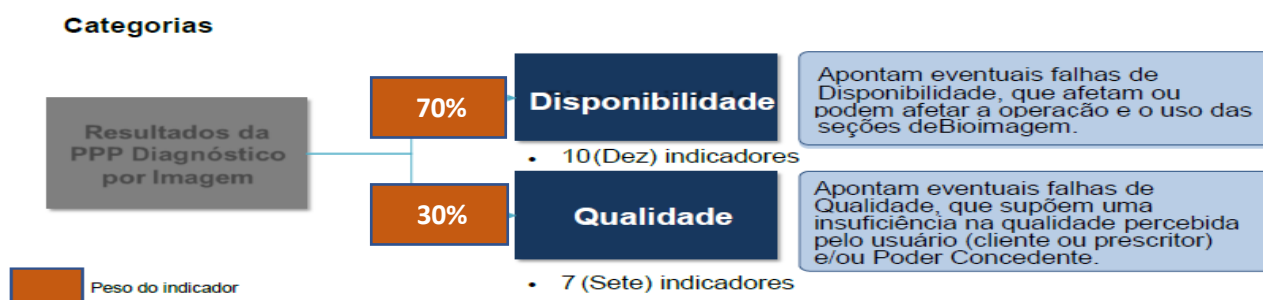 Categorias
Resultados da
PPP Diagnóstico
por Imagem
70%
Disponibilidade
Apontam eventuais falhas de
Disponibilidade, que afetam ou
podem afetar a operação e o uso das
seções deBioimagem.
• 10(Dez) indicadores
30%
Qualidade
Apontam eventuais falhas de
Qualidade, que supõem uma
insuficiência na qualidade percebida
pelo usuário (cliente ou prescritor)
e/ou Poder Concedente.
• 7 (Sete) indicadores
Peso do indicador